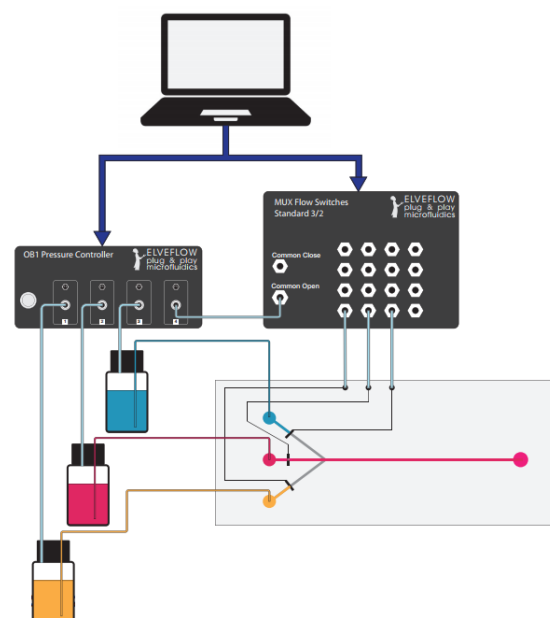 MUX Flow Switches
Standard 3/2
ELVEFLOW
plug & play
microfluidics
Common Close
Common Open
OB1 Pressure Controller
ELVEFLOW
plug & play
microfluidics
1
2
3
4